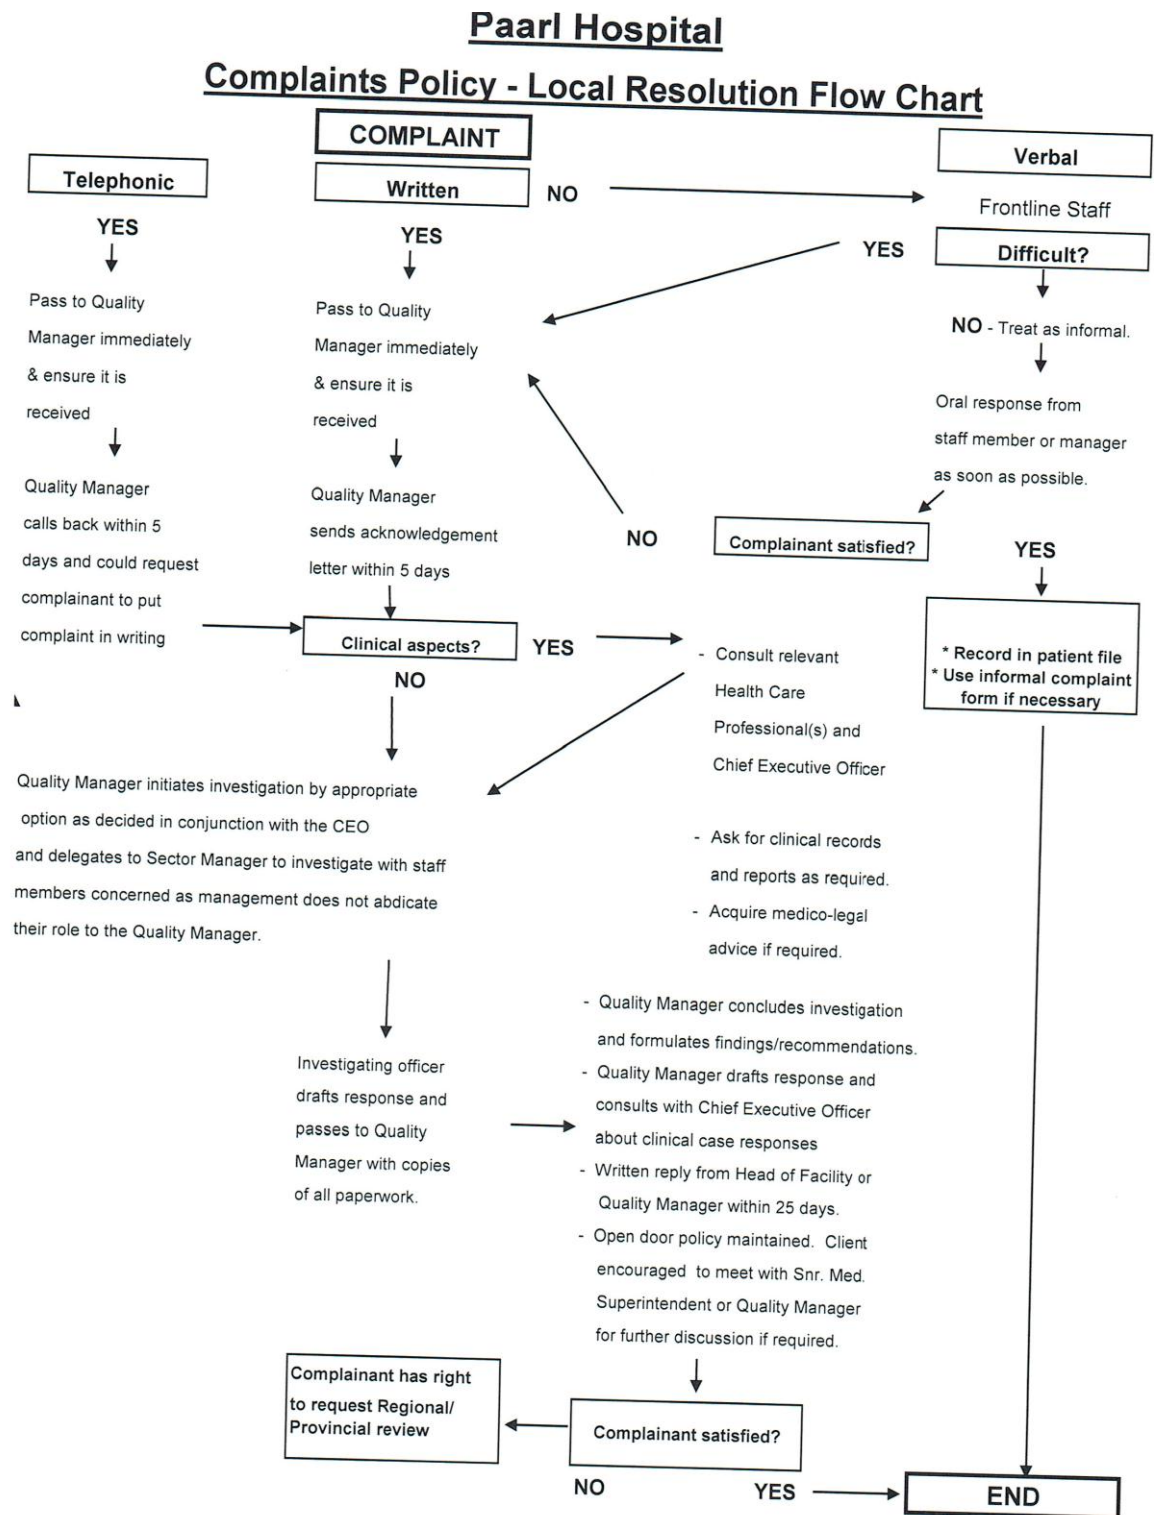 Paarl Hospital
Complaints Policy - Local Resolution Flow Chart
COMPLAINT
Telephonic
Written
NO
Verbal
Frontline Staff
YES
YES
YES
Difficult?
Pass to Quality
Manager immediately
& ensure it is
received
Pass to Quality
Manager immediately
& ensure it is
received
NO - Treat as informal.
Oral response from
staff member or manager
as soon as possible.
Quality Manager
calls back within 5
days and could request
complainant to put
complaint in writing
Quality Manager
sends acknowledgement
letter within 5 days
NO
Complainant satisfied?
YES
Clinical aspects?
YES
NO
- Consult relevant
Health Care
Professional(s) and
Chief Executive Officer
* Record in patient file
* Use informal complaint
form if necessary
Quality Manager initiates investigation by appropriate
option as decided in conjunction with the CEO
and delegates to Sector Manager to investigate with staff
members concerned as management does not abdicate
their role to the Quality Manager.
- Ask for clinical records
and reports as required.
- Acquire medico-legal
advice if required.
Investigating officer
drafts response and
passes to Quality
Manager with copies
of all paperwork.
- Quality Manager concludes investigation
and formulates findings/recommendations.
- Quality Manager drafts response and
consults with Chief Executive Officer
about clinical case responses
- Written reply from Head of Facility or
Quality Manager within 25 days.
- Open door policy maintained. Client
encouraged to meet with Snr. Med.
Superintendent or Quality Manager
for further discussion if required.
Complainant has right
to request Regional/
Provincial review
Complainant satisfied?
NO
YES
END